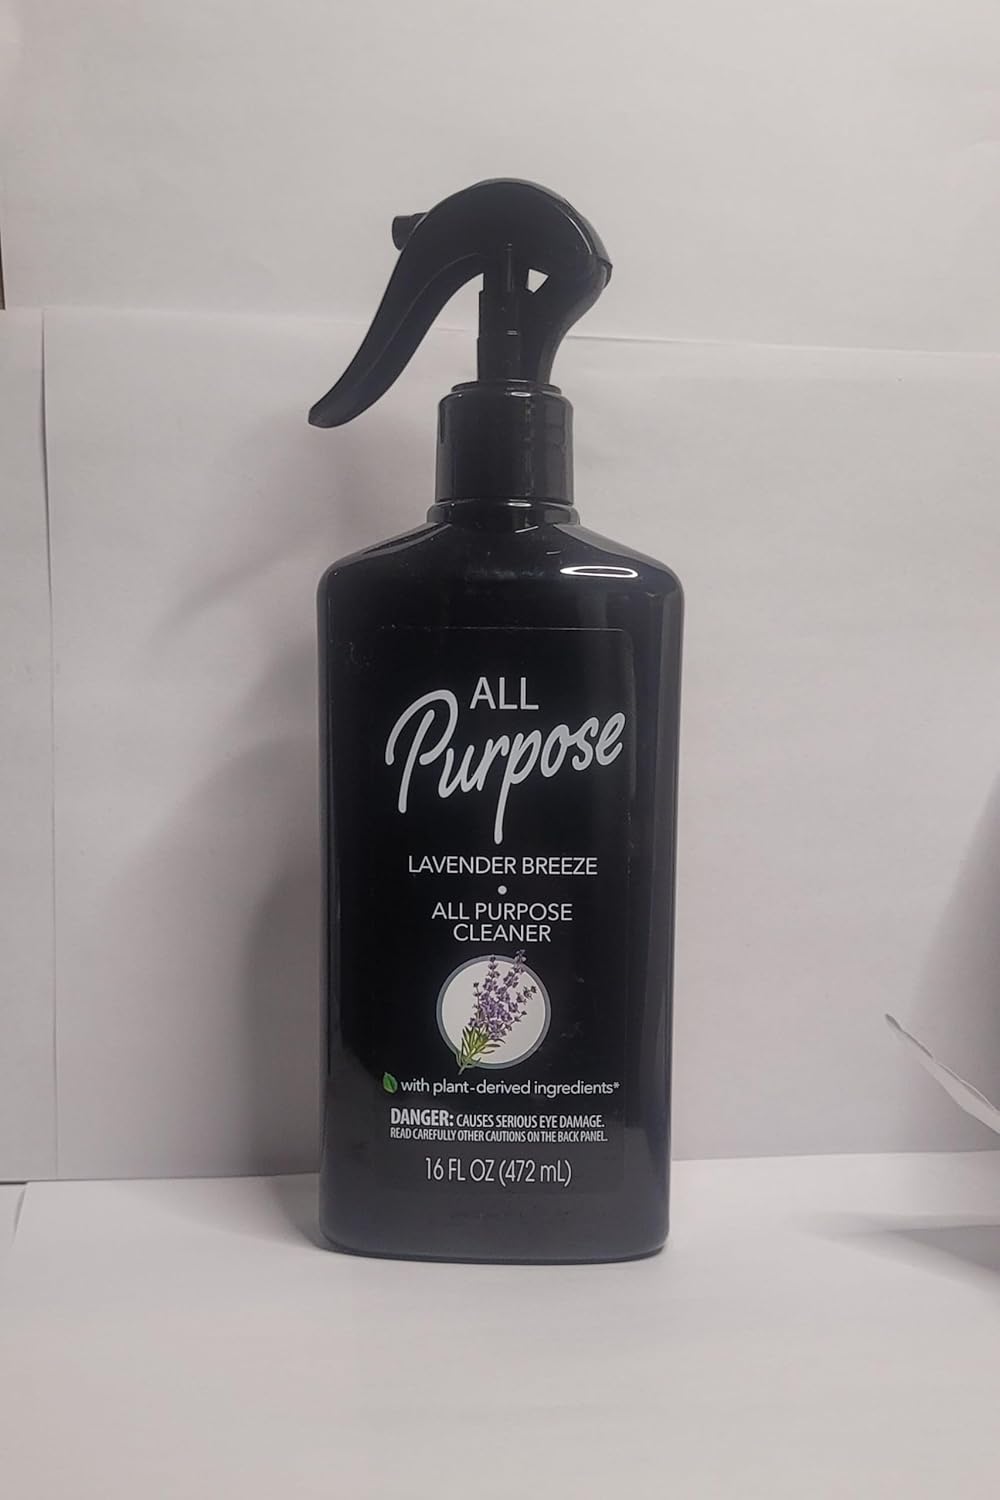 ALL
Purpose
LAVENDER BREEZE
•
ALL PURPOSE
CLEANER
with plant-derived ingredients*
DANGER: CAUSES SERIOUS EYE DAMAGE.
READ CAREFULLY OTHER CAUTIONS ON THE BACK PANEL.
16 FL OZ (472 mL)